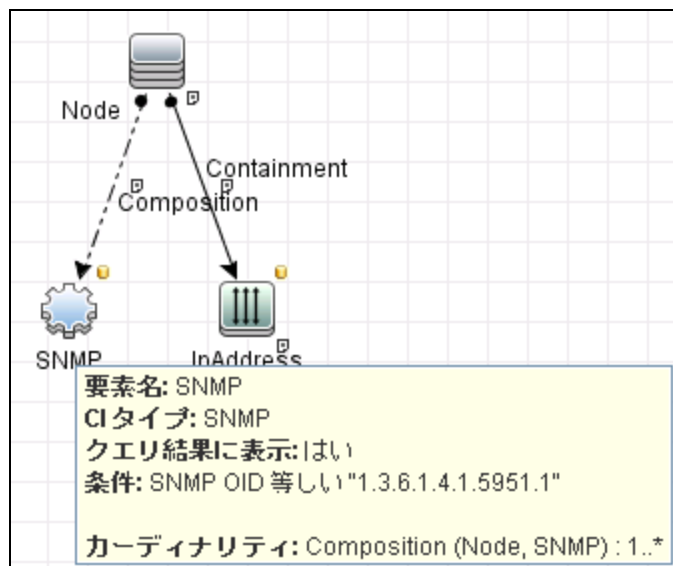 Node
Containment
Composition
SNMP
IpAddress
要素名: SNMP
CIタイプ: SNMP
クエリ結果に表示: はい
条件: SNMP OID 等しい "1.3.6.1.4.1.5951.1"
カーディナリティ: Composition (Node, SNMP) : 1..*